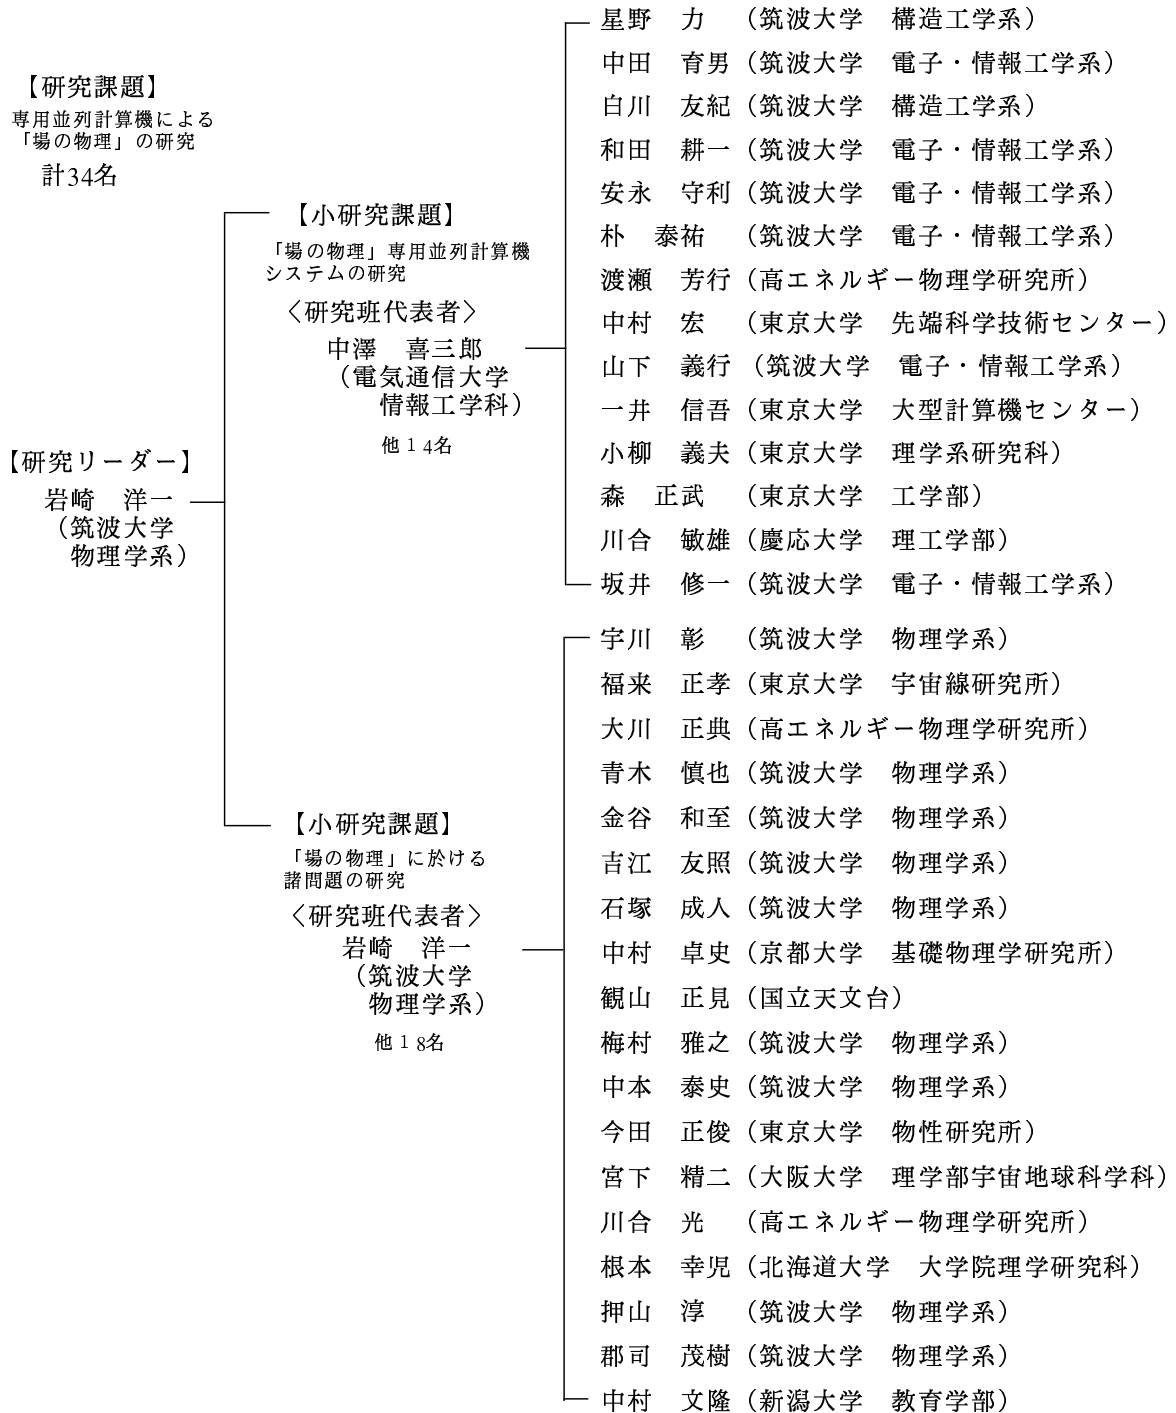 【研究課題】
専用並列計算機による
「場の物理」の研究
計34名
【研究リーダー】
岩崎　洋一
（筑波大学
物理学系）
【小研究課題】
「場の物理」専用並列計算機
システムの研究
〈研究班代表者〉
中澤　喜三郎
（電気通信大学
情報工学科）
他１4名
星野　力　（筑波大学　構造工学系）
中田　育男（筑波大学　電子・情報工学系）
白川　友紀（筑波大学　構造工学系）
和田　耕一（筑波大学　電子・情報工学系）
安永　守利（筑波大学　電子・情報工学系）
朴　泰祐　（筑波大学　電子・情報工学系）
渡瀬　芳行（高エネルギー物理学研究所）
中村　宏　（東京大学　先端科学技術センター）
山下　義行（筑波大学　電子・情報工学系）
一井　信吾（東京大学　大型計算機センター）
小柳　義夫（東京大学　理学系研究科）
森　正武　（東京大学　工学部）
川合　敏雄（慶応大学　理工学部）
坂井　修一（筑波大学　電子・情報工学系）
【小研究課題】
「場の物理」に於ける
諸問題の研究
〈研究班代表者〉
岩崎　洋一
（筑波大学
物理学系）
他１8名
宇川　彰　（筑波大学　物理学系）
福来　正孝（東京大学　宇宙線研究所）
大川　正典（高エネルギー物理学研究所）
青木　慎也（筑波大学　物理学系）
金谷　和至（筑波大学　物理学系）
吉江　友照（筑波大学　物理学系）
石塚　成人（筑波大学　物理学系）
中村　卓史（京都大学　基礎物理学研究所）
観山　正見（国立天文台）
梅村　雅之（筑波大学　物理学系）
中本　泰史（筑波大学　物理学系）
今田　正俊（東京大学　物性研究所）
宮下　精二（大阪大学　理学部宇宙地球科学科）
川合　光　（高エネルギー物理学研究所）
根本　幸児（北海道大学　大学院理学研究科）
押山　淳　（筑波大学　物理学系）
郡司　茂樹（筑波大学　物理学系）
中村　文隆（新潟大学　教育学部）